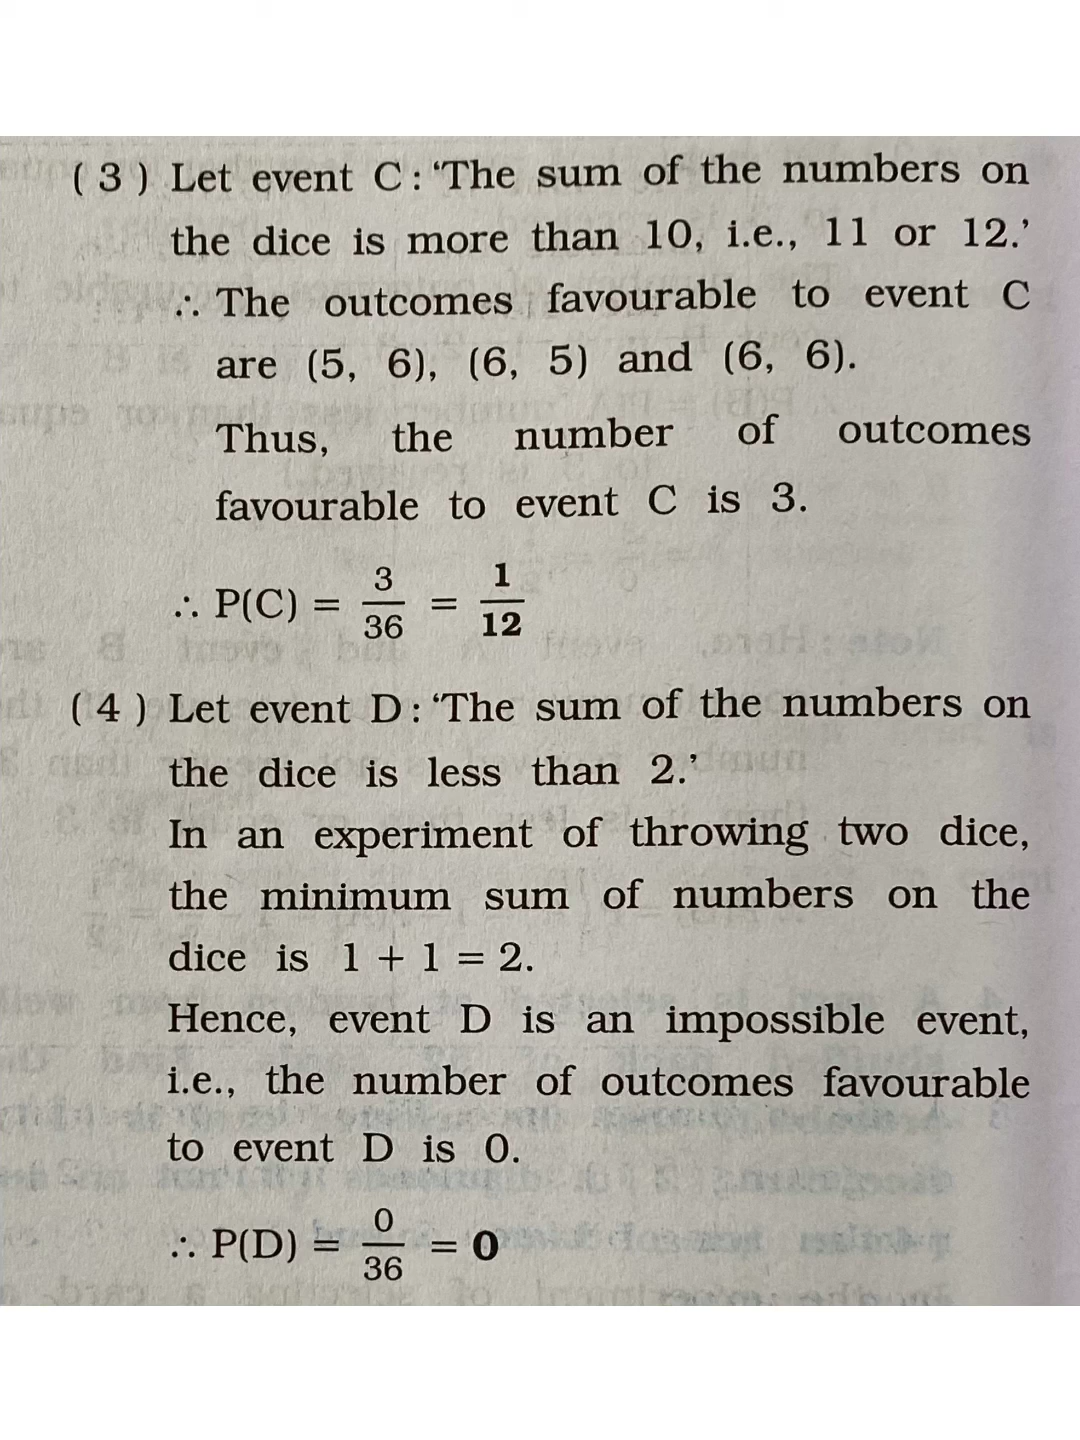 ( 3 ) Let event C : ‘The sum of the numbers on
the dice is more than 10, i.e., 11 or 12.’
∴ The outcomes favourable to event C
are (5, 6), (6, 5) and (6, 6).
Thus, the number of outcomes
favourable to event C is 3.
∴ P(C) = 3/36 = 1/12
( 4 ) Let event D : ‘The sum of the numbers on
the dice is less than 2.’
In an experiment of throwing two dice,
the minimum sum of numbers on the
dice is 1 + 1 = 2.
Hence, event D is an impossible event,
i.e., the number of outcomes favourable
to event D is 0.
∴ P(D) = 0/36 = 0